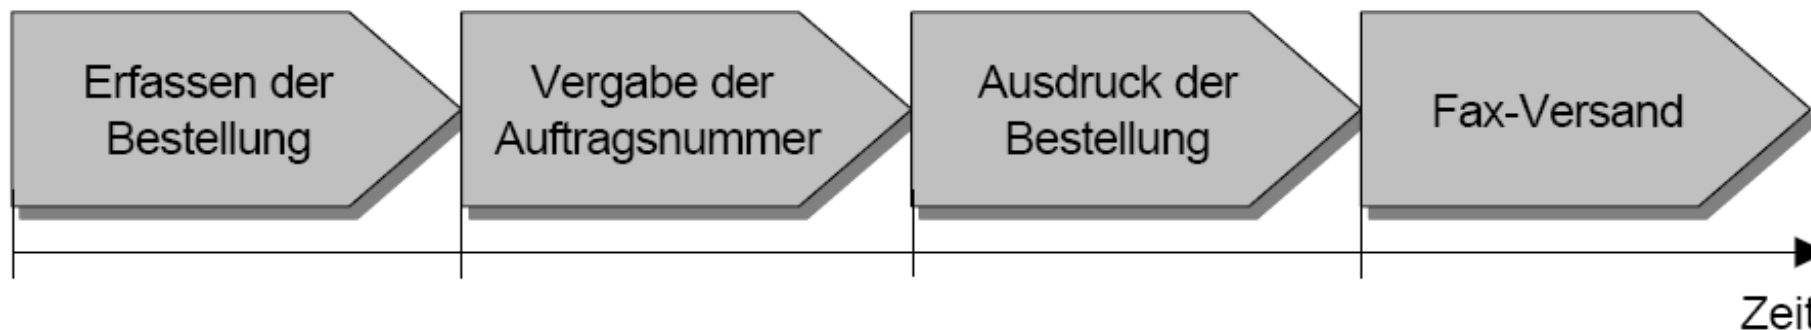 Erfassen der
Bestellung
Vergabe der
Auftragsnummer
Ausdruck der
Bestellung
Fax-Versand
Zeit